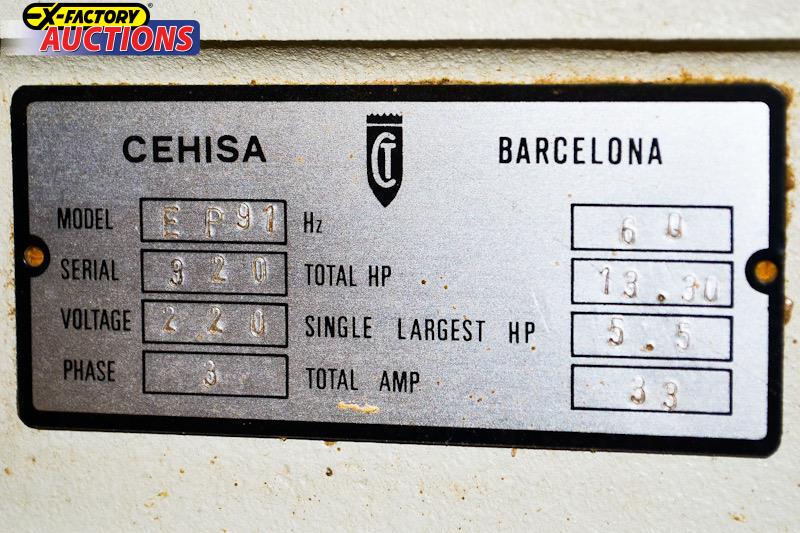 EX-FACTORY
AUCTIONS
CEHISA BARCELONA
MODEL EP91 Hz 60
SERIAL 320 TOTAL HP 13.30
VOLTAGE 220 SINGLE LARGEST HP 5.5
PHASE 3 TOTAL AMP 33